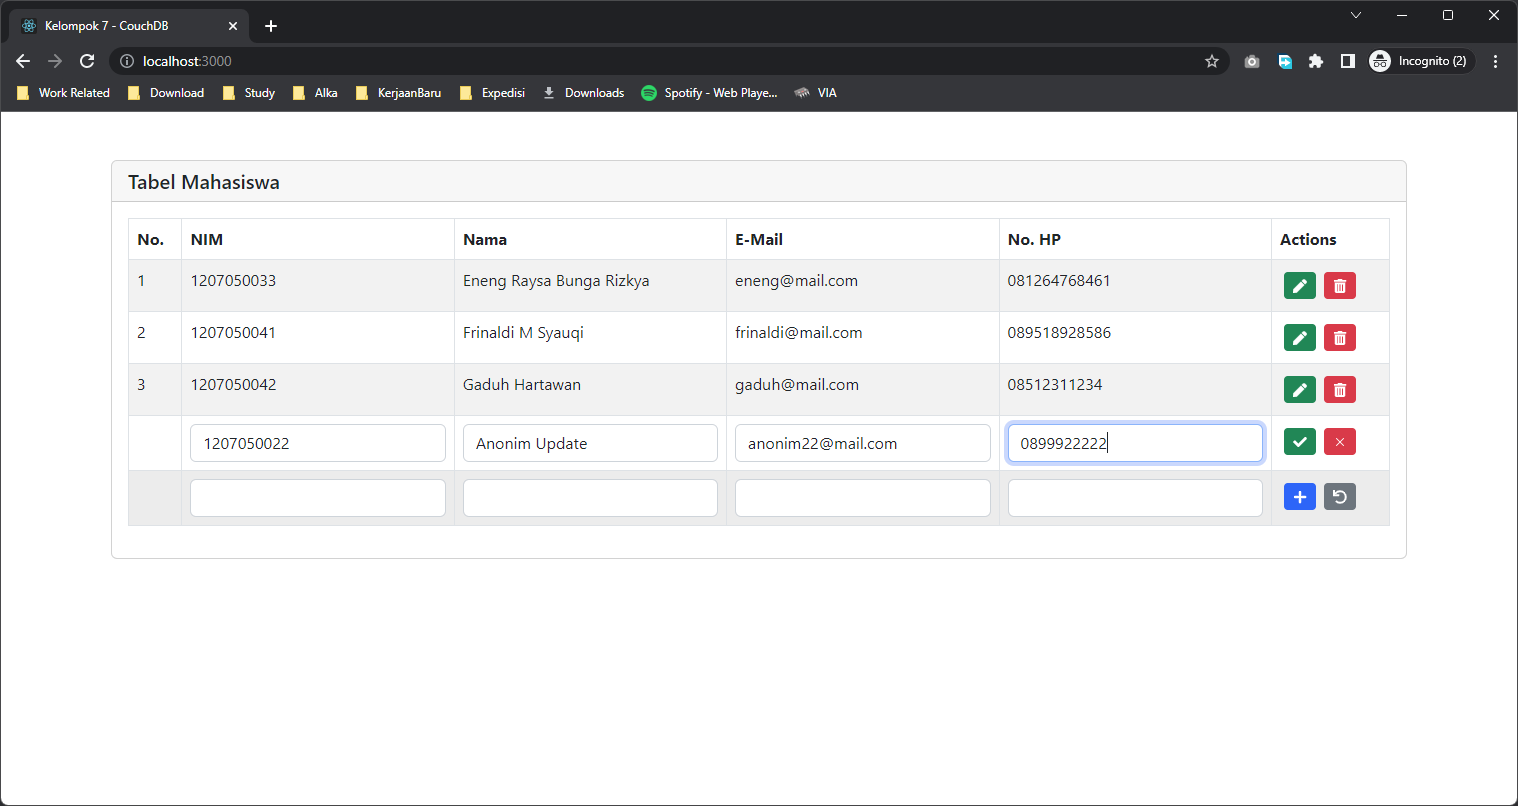 Kelompok 7 - CouchDB
localhost:3000
Incognito (2)
Work Related Download Study Alka KerjaanBaru Expedisi Downloads Spotify - Web Playe... VIA
Tabel Mahasiswa
No. NIM Nama E-Mail No. HP Actions
1 1207050033 Eneng Raysa Bunga Rizkya eneng@mail.com 081264768461
2 1207050041 Frinaldi M Syauqi frinaldi@mail.com 089518928586
3 1207050042 Gaduh Hartawan gaduh@mail.com 08512311234
1207050022 Anonim Update anonim22@mail.com 0899922222